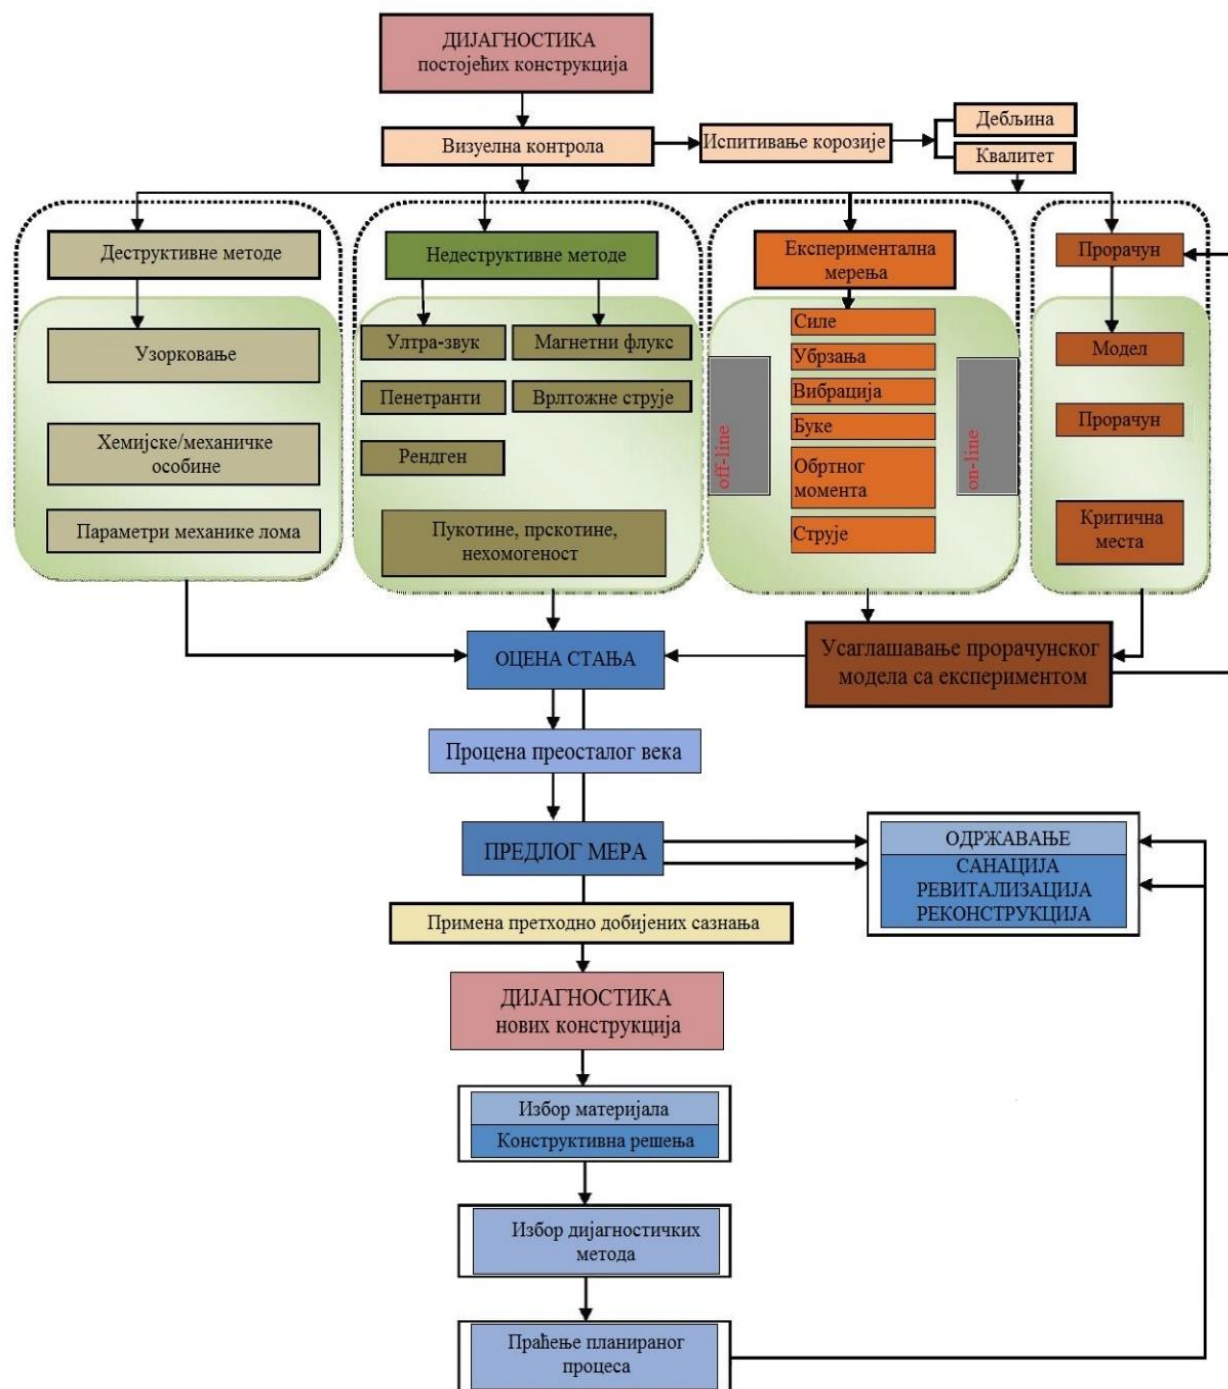 ДИЈАГНОСТИКА
постојећих конструкција
Визуелна контрола
Испитивање корозије
Дебљина
Квалитет
Деструктивне методе
Узорковање
Хемијске/механичке
особине
Параметри механике лома
Недеструктивне методе
Ултра-звук
Магнетни флукс
Пенетранти
Врлтожне струје
Рендген
Пукотине, прскотине,
нехомогеност
Експериментална
мерења
off-line
Силе
Убрзања
Вибрација
Буке
Обртног
момента
Струје
on-line
Прорачун
Модел
Прорачун
Критична
места
ОЦЕНА СТАЊА
Усаглашавање прорачунског
модела са експериментом
Процена преосталог века
ПРЕДЛОГ МЕРА
ОДРЖАВАЊЕ
САНАЦИЈА
РЕВИТАЛИЗАЦИЈА
РЕКОНСТРУКЦИЈА
Примена претходно добијених сазнања
ДИЈАГНОСТИКА
нових конструкција
Избор материјала
Конструктивна решења
Избор дијагностичких
метода
Праћење планираног
процеса